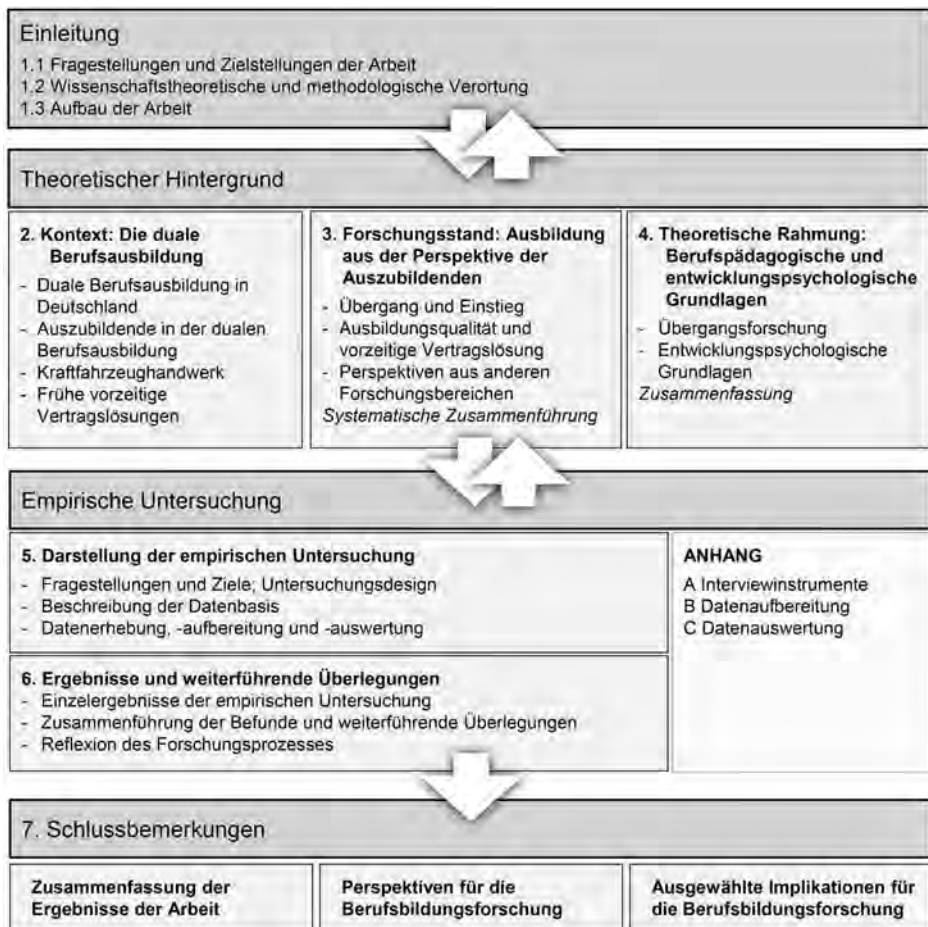 Einleitung
1.1 Fragestellungen und Zielstellungen der Arbeit
1.2 Wissenschaftstheoretische und methodologische Verortung
1.3 Aufbau der Arbeit
Theoretischer Hintergrund
2. Kontext: Die duale
Berufsausbildung
- Duale Berufsausbildung in
Deutschland
- Auszubildende in der dualen
Berufsausbildung
- Kraftfahrzeughandwerk
- Frühe vorzeitige
Vertragslösungen
3. Forschungsstand: Ausbildung
aus der Perspektive der
Auszubildenden
- Übergang und Einstieg
- Ausbildungsqualität und
vorzeitige Vertragslösung
- Perspektiven aus anderen
Forschungsbereichen
Systematische Zusammenführung
4. Theoretische Rahmung:
Berufspädagogische und
entwicklungspsychologische
Grundlagen
- Übergangsforschung
- Entwicklungspsychologische
Grundlagen
Zusammenfassung
Empirische Untersuchung
5. Darstellung der empirischen Untersuchung
- Fragestellungen und Ziele; Untersuchungsdesign
- Beschreibung der Datenbasis
- Datenerhebung, -aufbereitung und -auswertung
6. Ergebnisse und weiterführende Überlegungen
- Einzelergebnisse der empirischen Untersuchung
- Zusammenführung der Befunde und weiterführende Überlegungen
- Reflexion des Forschungsprozesses
ANHANG
A Interviewinstrumente
B Datenaufbereitung
C Datenauswertung
7. Schlussbemerkungen
Zusammenfassung der
Ergebnisse der Arbeit
Perspektiven für die
Berufsbildungsforschung
Ausgewählte Implikationen für
die Berufsbildungsforschung